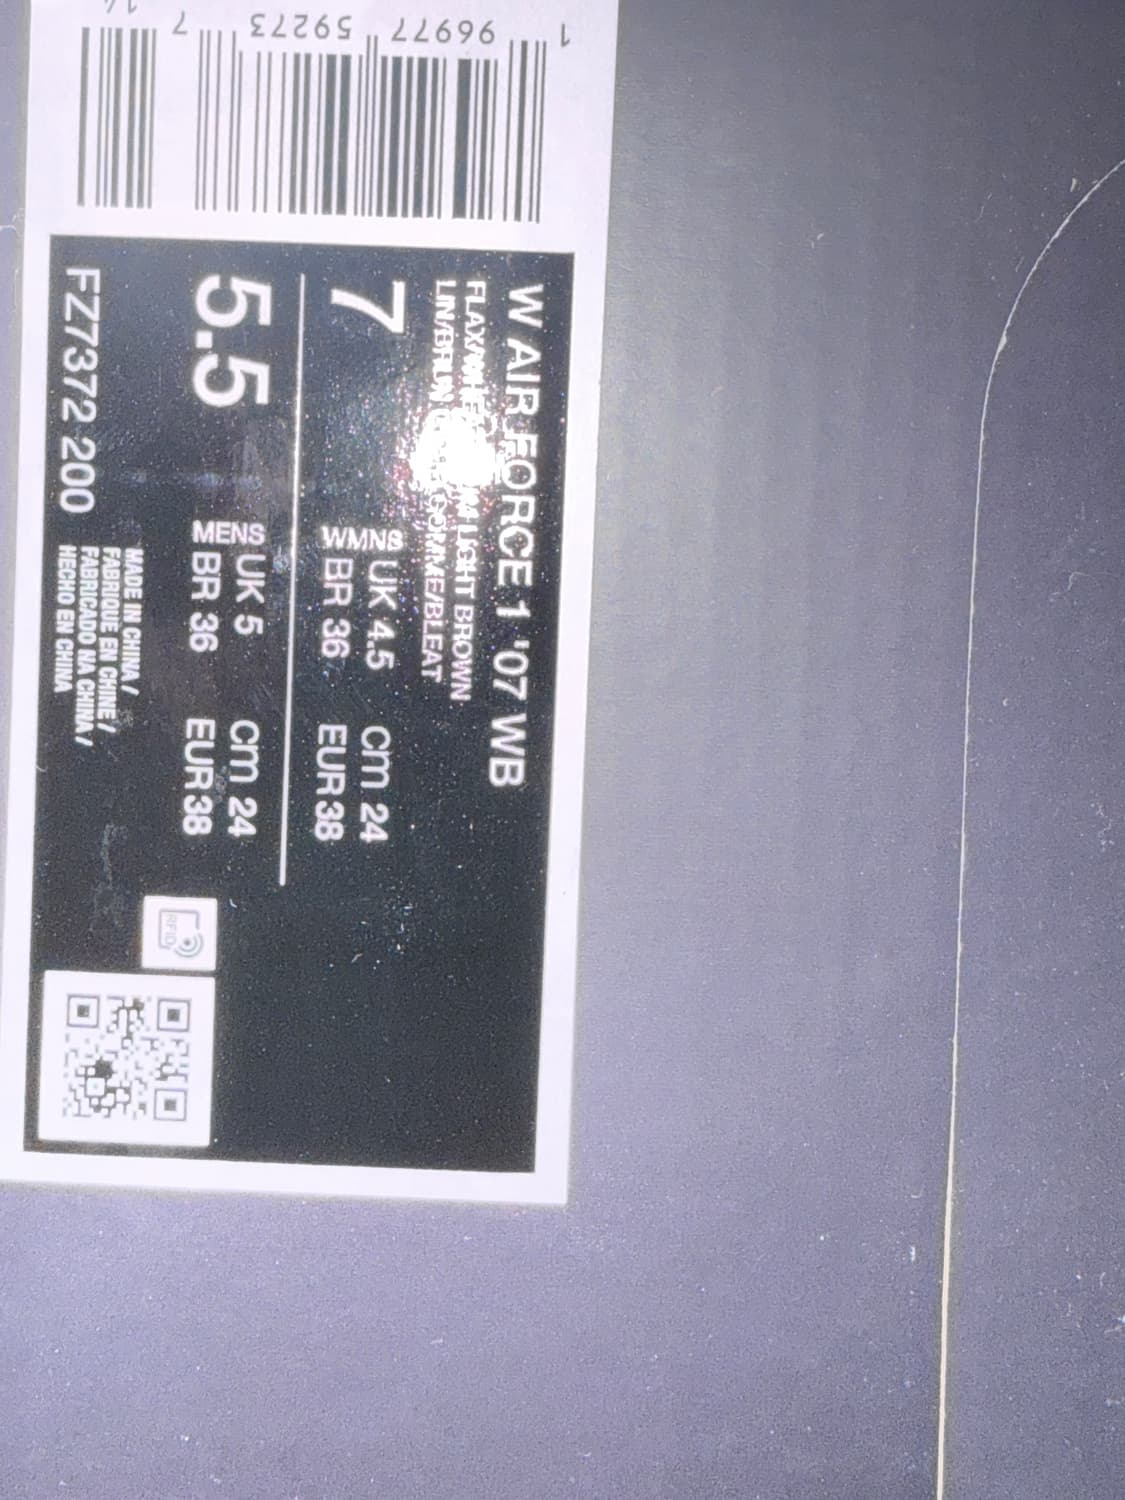 W AIR FORCE 1 '07 WB
LIGHT BROWN
7
WMNS
UK 4.5 cm 24
BR 36 EUR 38
5.5
MENS
UK 5 cm 24
BR 36 EUR 38
FZ7372 200
MADE IN CHINA /
FABRIQUE EN CHINE /
FABRICADO NA CHINA /
HECHO EN CHINA
RFID
1 96977 59273 7